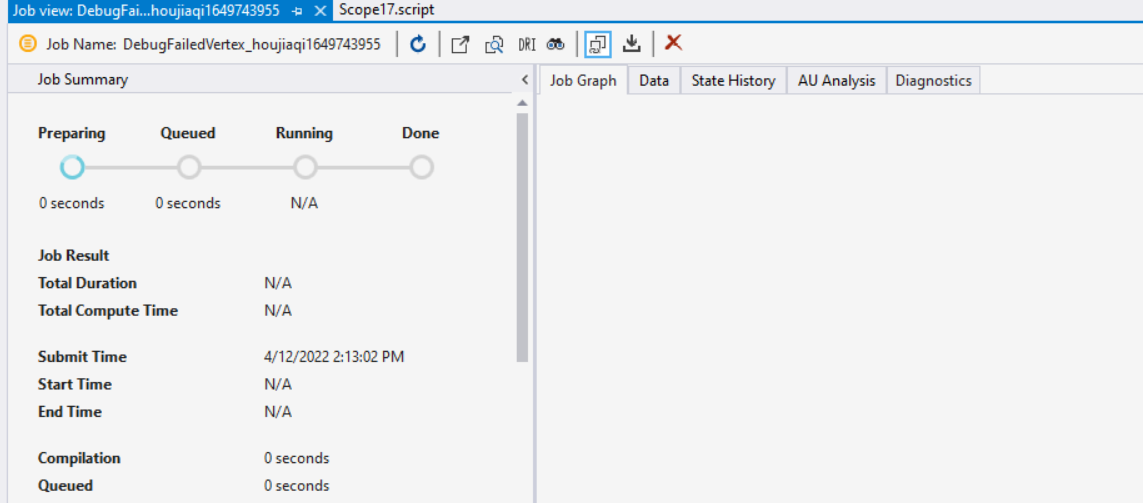 Job view: DebugFai...houjiaqi1649743955 Scope17.script
Job Name: DebugFailedVertex_houjiaqi1649743955 DRI
Job Summary
Job Graph Data State History AU Analysis Diagnostics
Preparing Queued Running Done
0 seconds 0 seconds N/A
Job Result
Total Duration N/A
Total Compute Time N/A
Submit Time 4/12/2022 2:13:02 PM
Start Time N/A
End Time N/A
Compilation 0 seconds
Queued 0 seconds